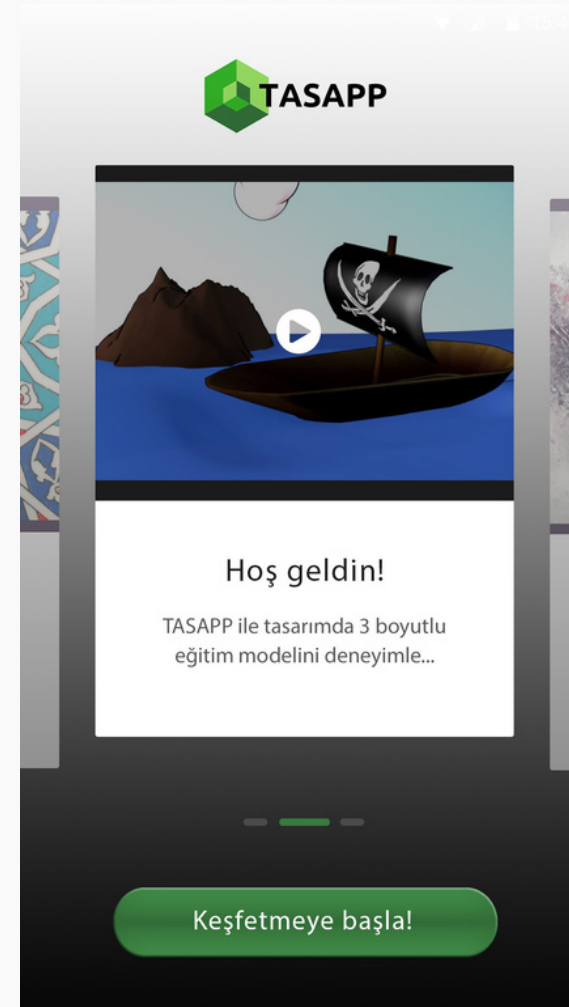 TASAPP
Hoş geldin!
TASAPP ile tasarımda 3 boyutlu
eğitim modelini deneyimle...
Keşfetmeye başla!